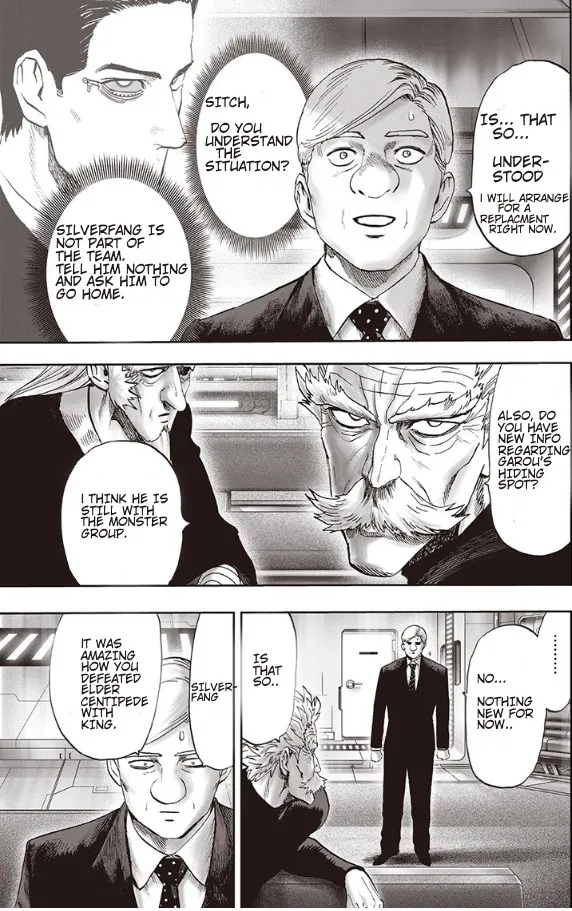 IS... THAT
SO...
UNDER-
STOOD
I WILL ARRANGE
FOR A
REPLACMENT
RIGHT NOW.
SITCH,
DO YOU
UNDERSTAND
THE
SITUATION?
SILVERFANG IS
NOT PART OF
THE TEAM.
TELL HIM NOTHING
AND ASK HIM TO
GO HOME.
ALSO, DO
YOU HAVE
NEW INFO
REGARDING
GAROU'S
HIDING
SPOT?
I THINK HE IS
STILL WITH
THE MONSTER
GROUP.
.........
NO...
NOTHING
NEW FOR
NOW..
IS
THAT
SO..
SILVER-
FANG
IT WAS
AMAZING
HOW YOU
DEFEATED
ELDER
CENTIPEDE
WITH
KING.